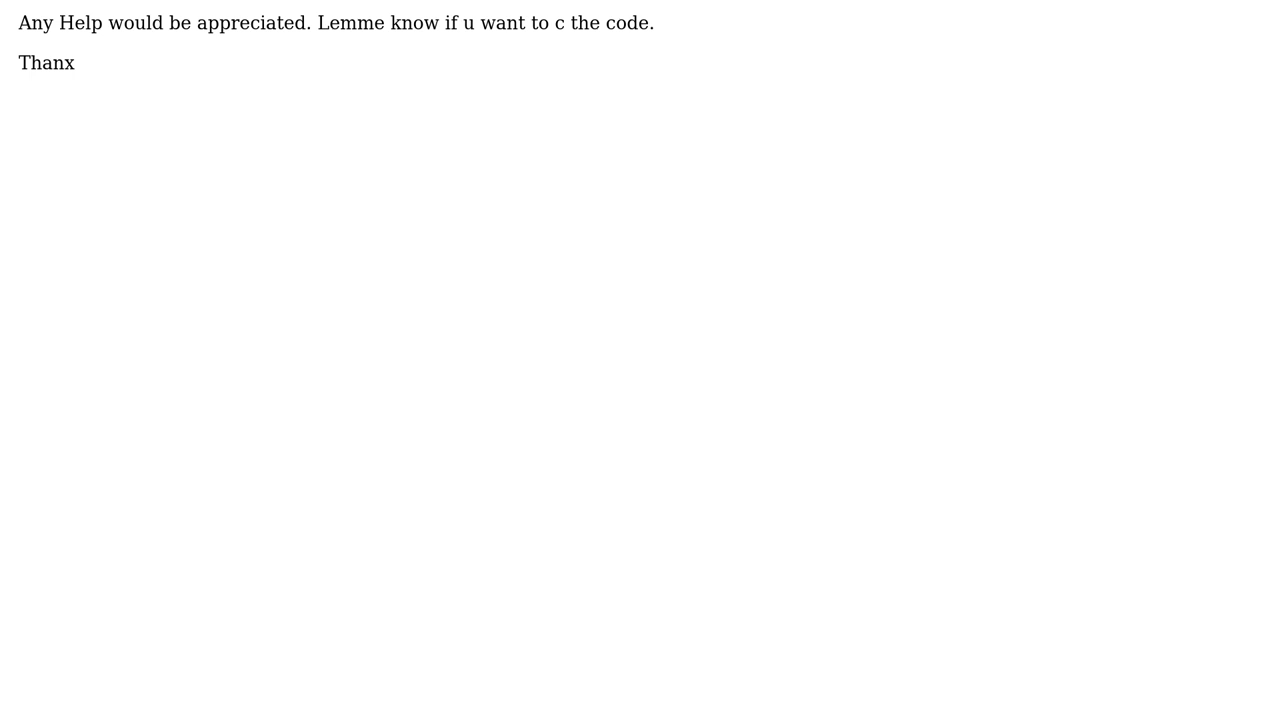 Any Help would be appreciated. Lemme know if u want to c the code.
Thanx